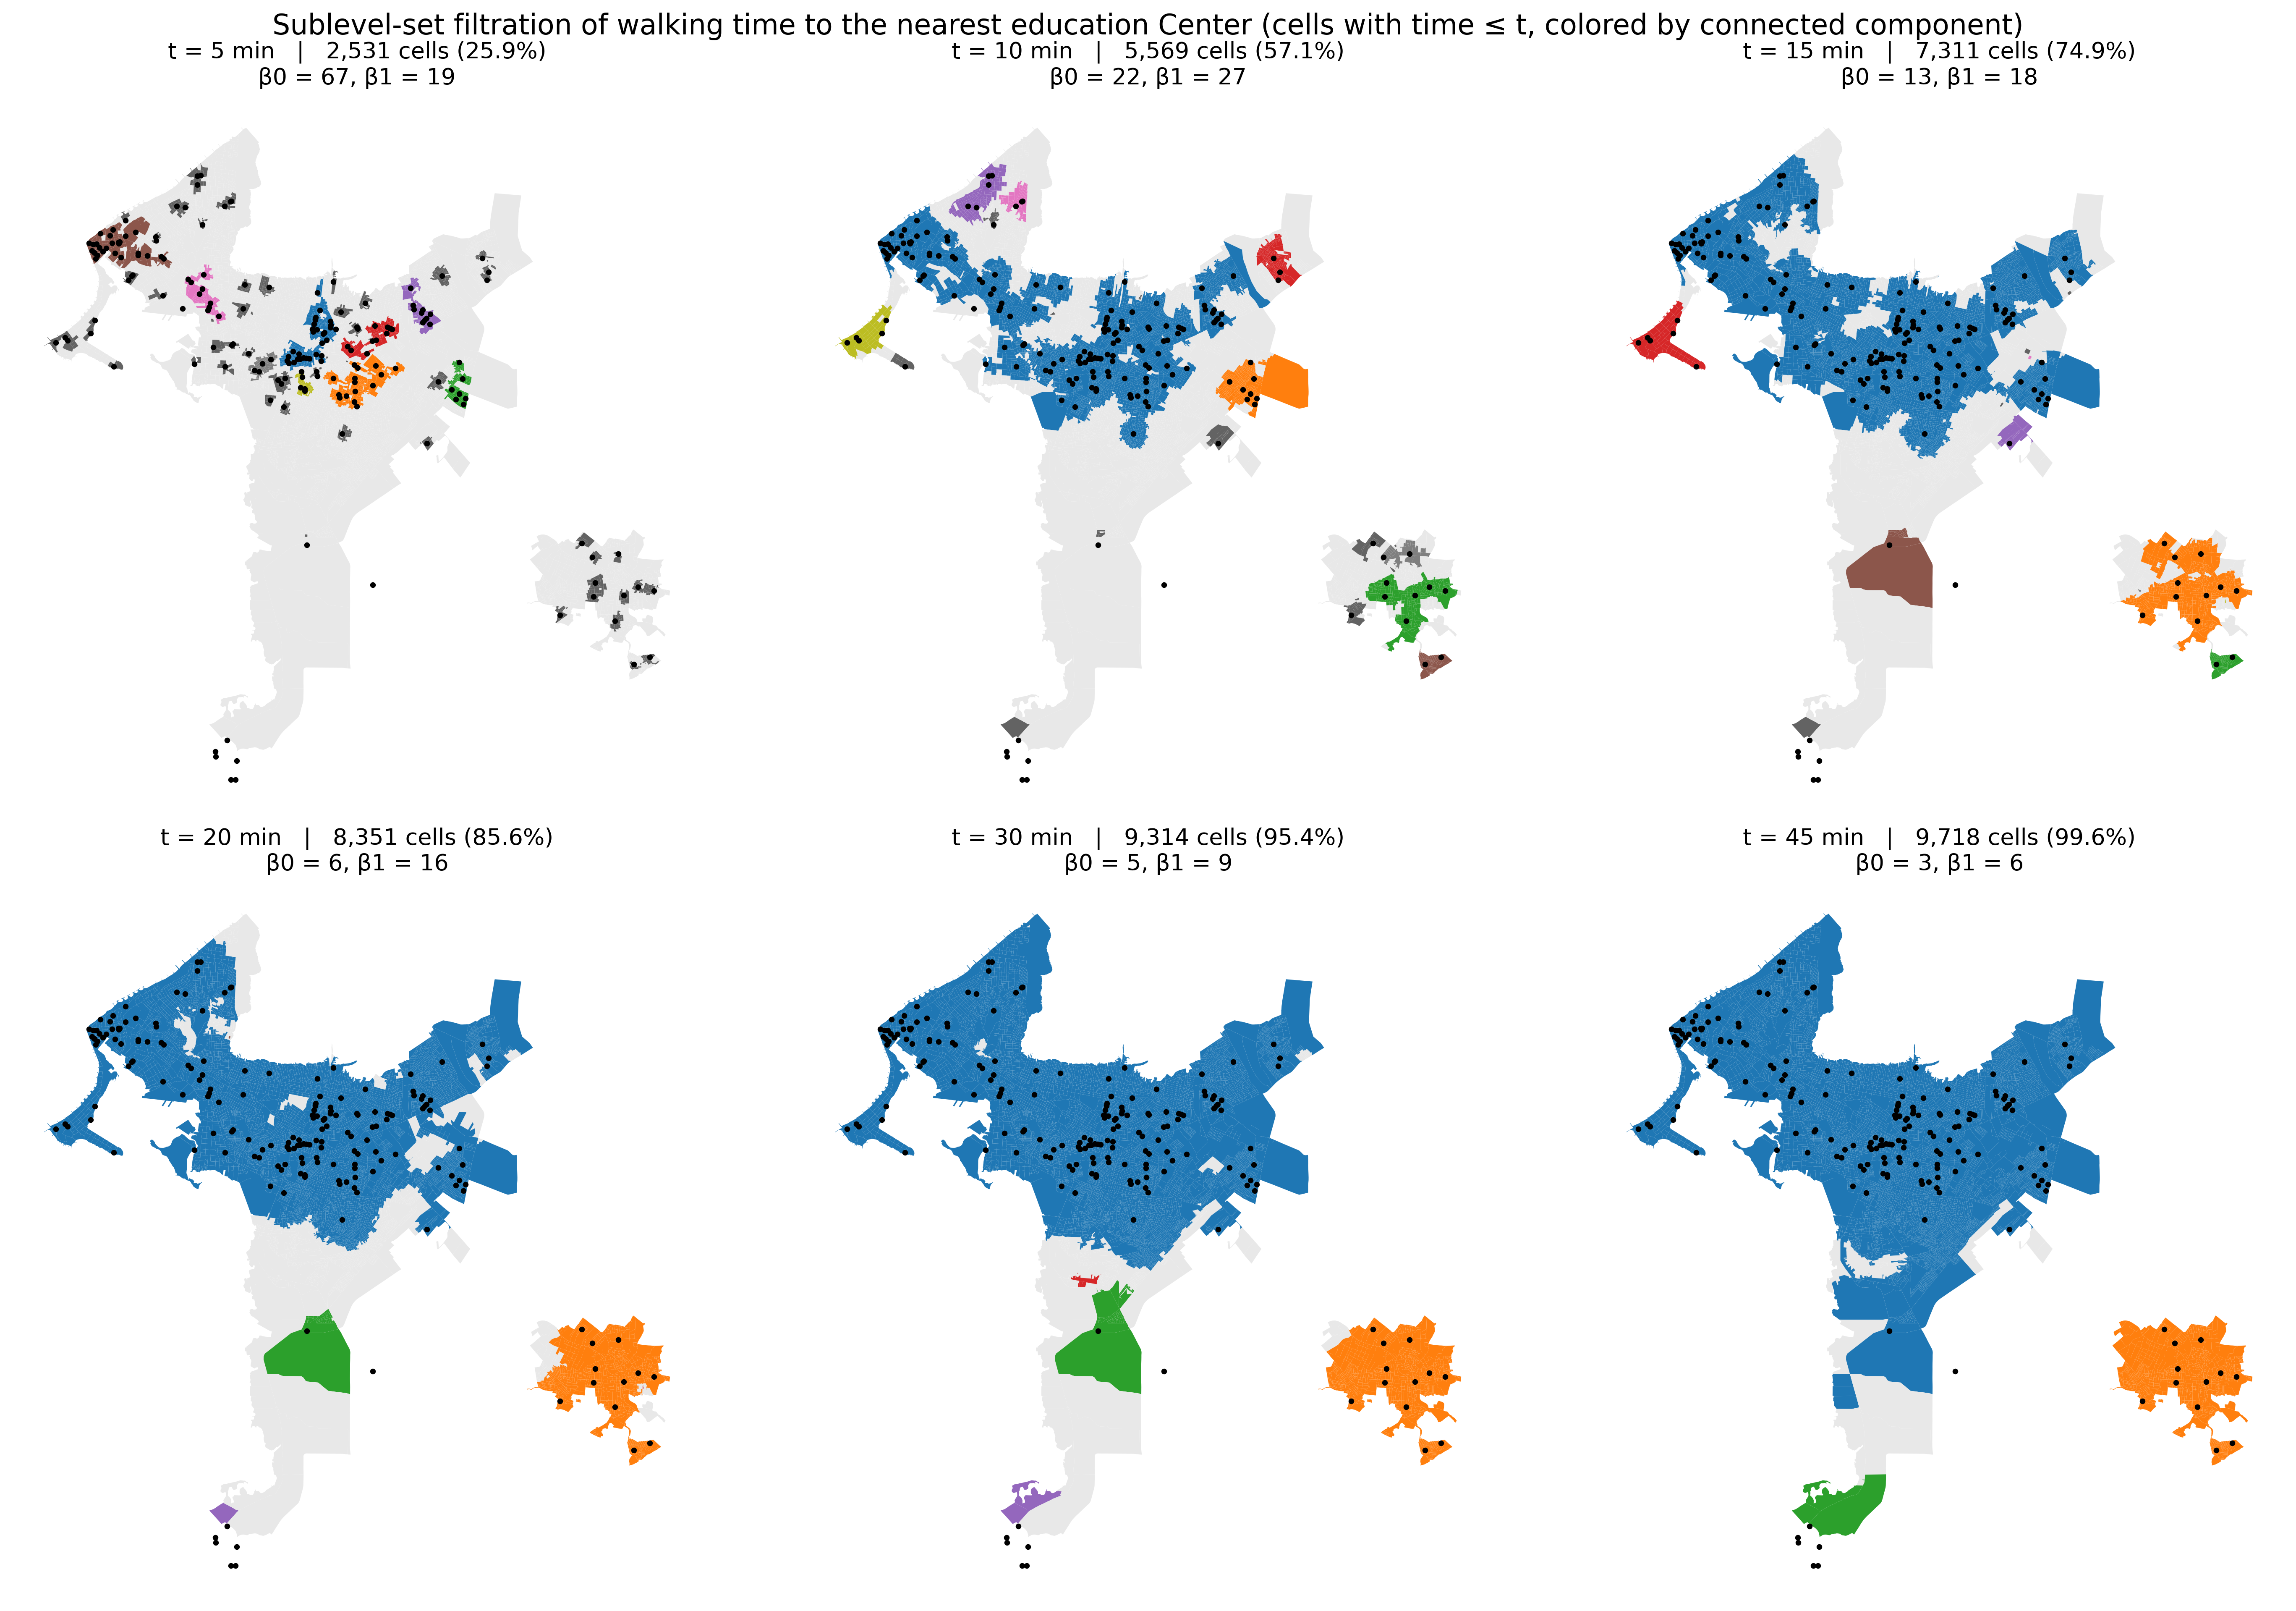 Sublevel-set filtration of walking time to the nearest education Center (cells with time ≤ t, colored by connected component)
t = 5 min | 2,531 cells (25.9%)
β0 = 67, β1 = 19
t = 10 min | 5,569 cells (57.1%)
β0 = 22, β1 = 27
t = 15 min | 7,311 cells (74.9%)
β0 = 13, β1 = 18
t = 20 min | 8,351 cells (85.6%)
β0 = 6, β1 = 16
t = 30 min | 9,314 cells (95.4%)
β0 = 5, β1 = 9
t = 45 min | 9,718 cells (99.6%)
β0 = 3, β1 = 6